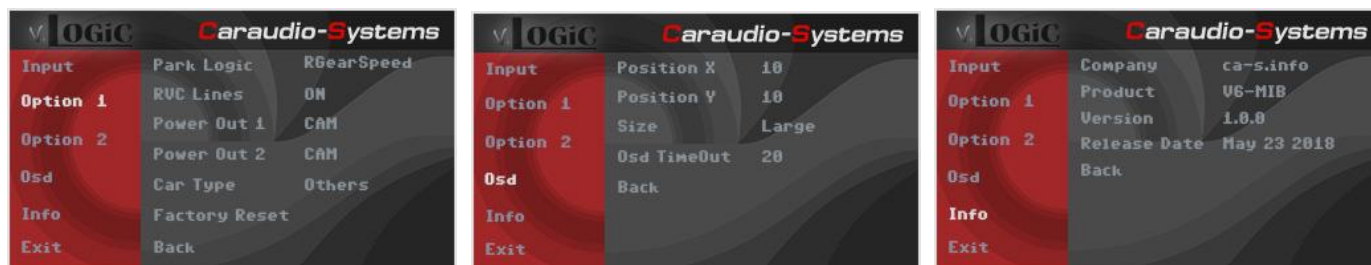 v.LOGiC Caraudio-Systems
Input Park Logic RGearSpeed
Option 1 RVC Lines ON
Power Out 1 CAM
Option 2 Power Out 2 CAM
Osd Car Type Others
Info Factory Reset
Exit Back
v.LOGiC Caraudio-Systems
Input Position X 10
Option 1 Position Y 10
Size Large
Option 2 Osd TimeOut 20
Osd Back
Info
Exit
v.LOGiC Caraudio-Systems
Input Company ca-s.info
Option 1 Product V6-MIB
Version 1.0.0
Option 2 Release Date May 23 2018
Osd Back
Info
Exit